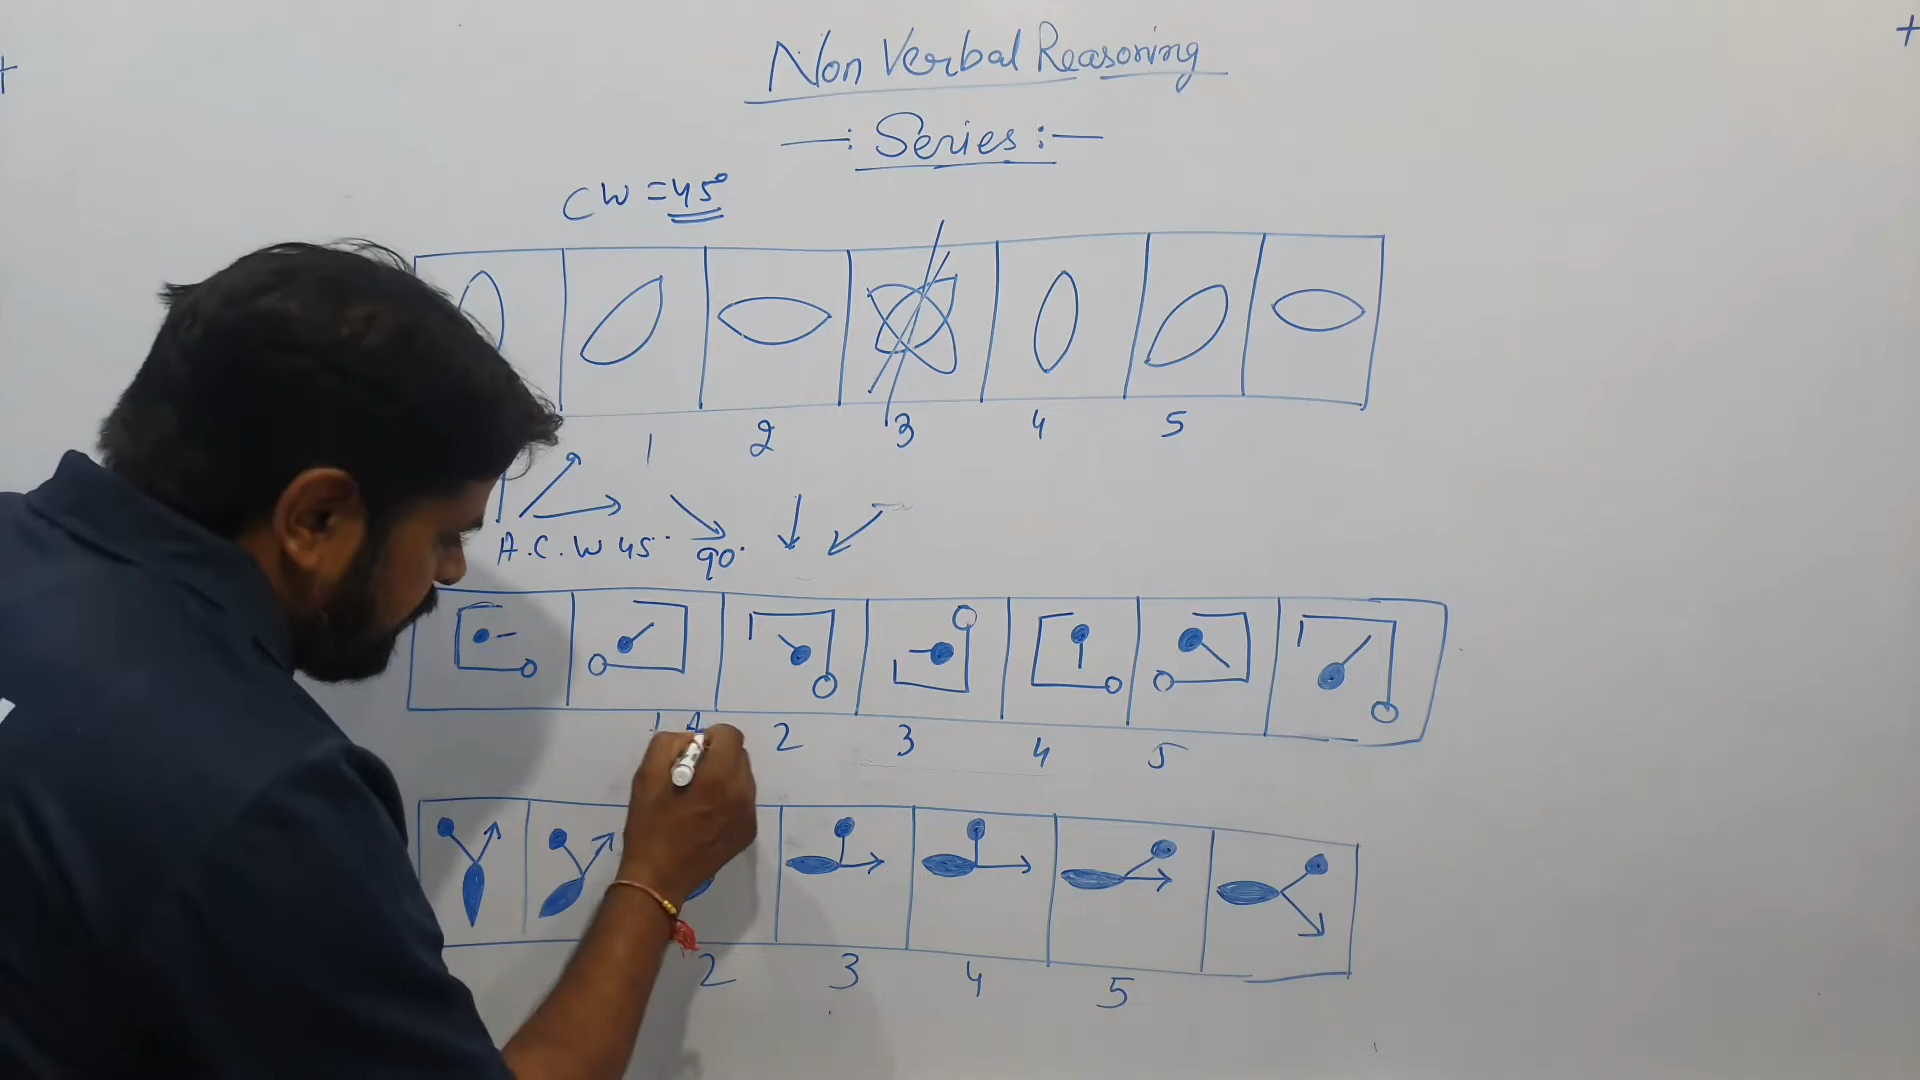 Non Verbal Reasoning
—: Series :—
CW = 45°
1 2 3 4 5
A.C.W 45° 90°
1 2 3 4 5
2 3 4 5